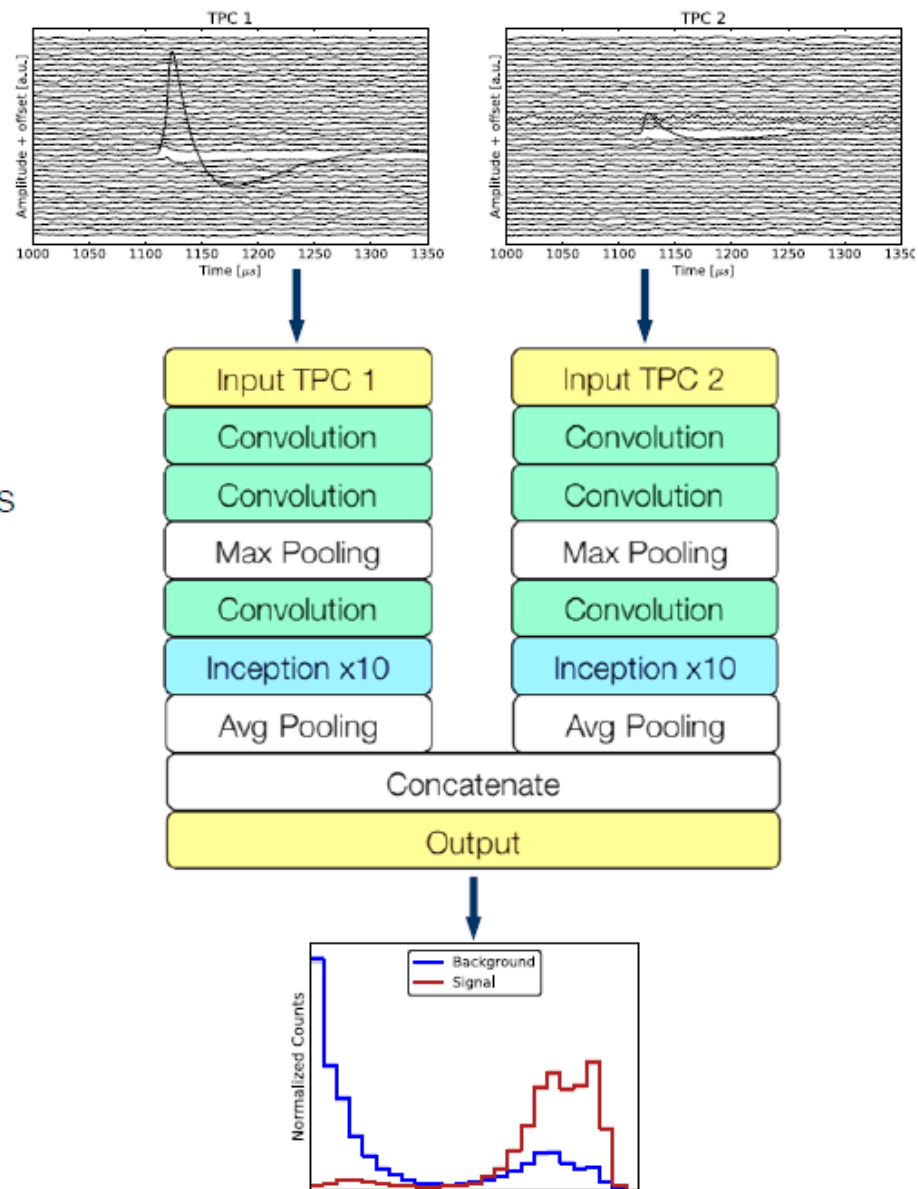 TPC 1
TPC 2
Amplitude + offset [a.u.]
Amplitude + offset [a.u.]
1000 1050 1100 1150 1200 1250 1300 1350
1000 1050 1100 1150 1200 1250 1300 1350
Time [μs]
Time [μs]
Input TPC 1
Input TPC 2
Convolution
Convolution
Convolution
Convolution
s
Max Pooling
Max Pooling
Convolution
Convolution
Inception x10
Inception x10
Avg Pooling
Avg Pooling
Concatenate
Output
Background
Signal
Normalized Counts